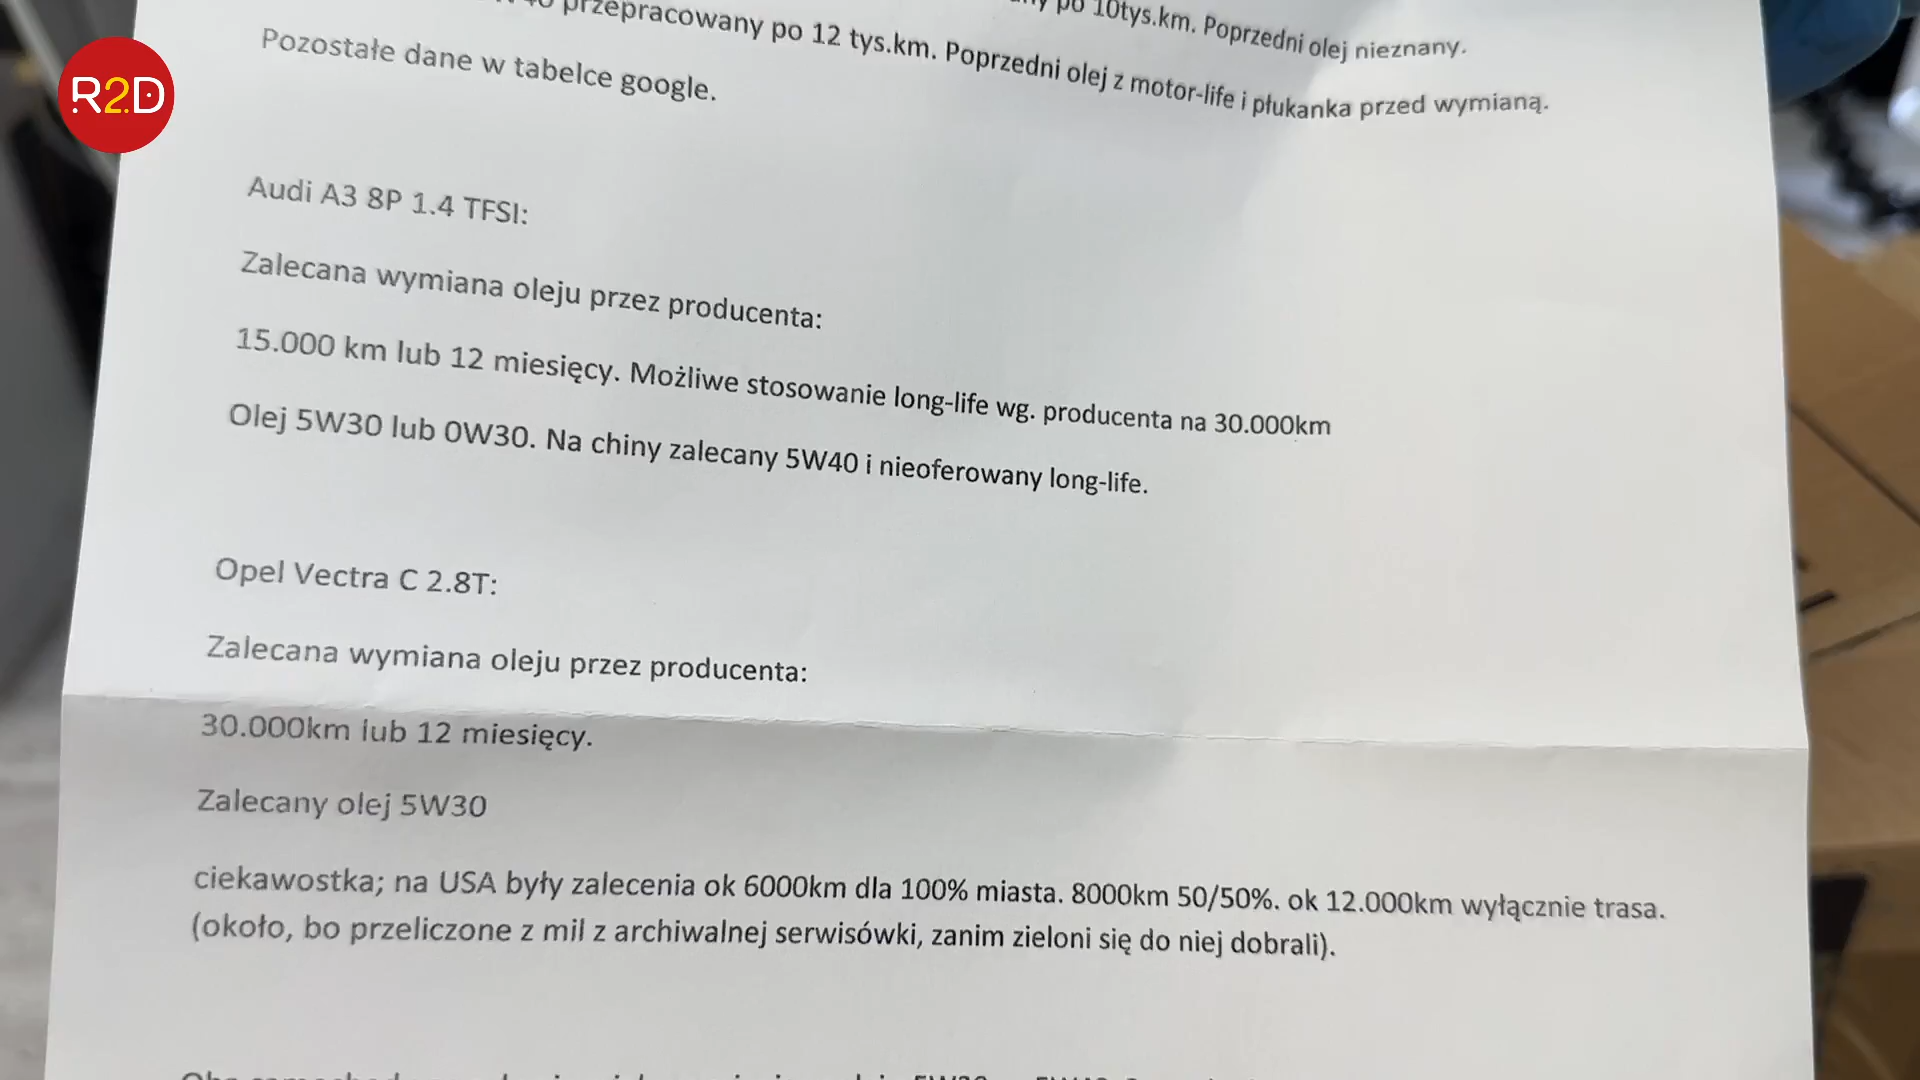 R2D
po 10tys.km. Poprzedni olej nieznany.
przepracowany po 12 tys.km. Poprzedni olej z motor-life i płukanka przed wymianą.
Pozostałe dane w tabelce google.
Audi A3 8P 1.4 TFSI:
Zalecana wymiana oleju przez producenta:
15.000 km lub 12 miesięcy. Możliwe stosowanie long-life wg. producenta na 30.000km
Olej 5W30 lub 0W30. Na chiny zalecany 5W40 i nieoferowany long-life.
Opel Vectra C 2.8T:
Zalecana wymiana oleju przez producenta:
30.000km lub 12 miesięcy.
Zalecany olej 5W30
ciekawostka; na USA były zalecenia ok 6000km dla 100% miasta. 8000km 50/50%. ok 12.000km wyłącznie trasa.
(około, bo przeliczone z mil z archiwalnej serwisówki, zanim zieloni się do niej dobrali).